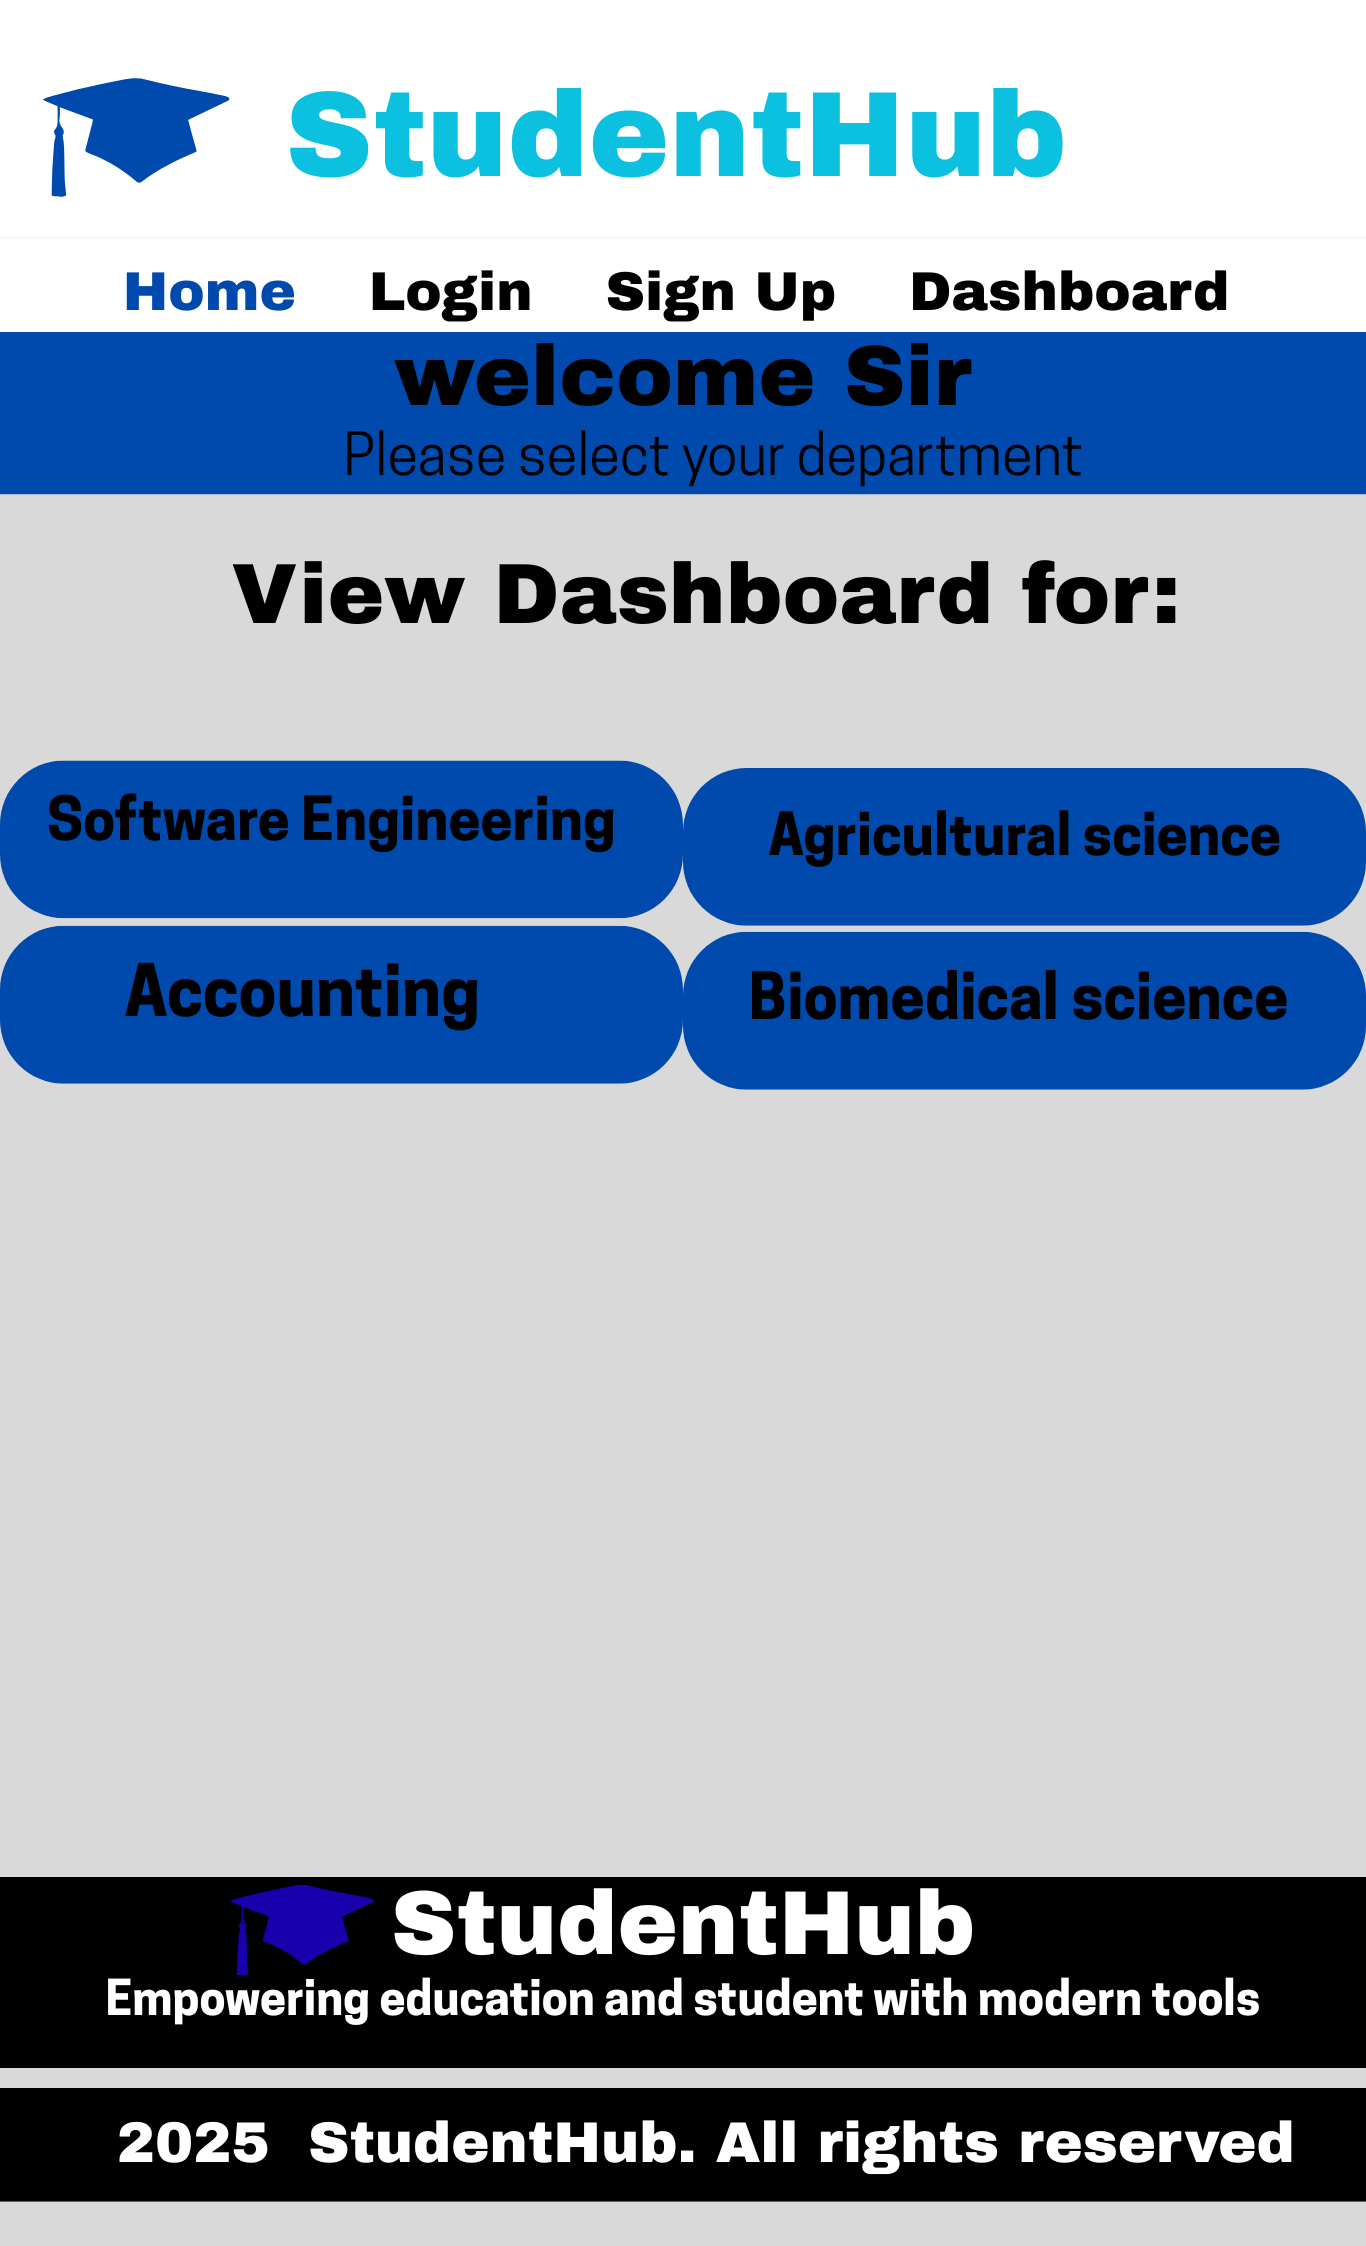 StudentHub
Home Login Sign Up Dashboard
welcome Sir
Please select your department
View Dashboard for:
Software Engineering
Agricultural science
Accounting
Biomedical science
StudentHub
Empowering education and student with modern tools
2025 StudentHub. All rights reserved